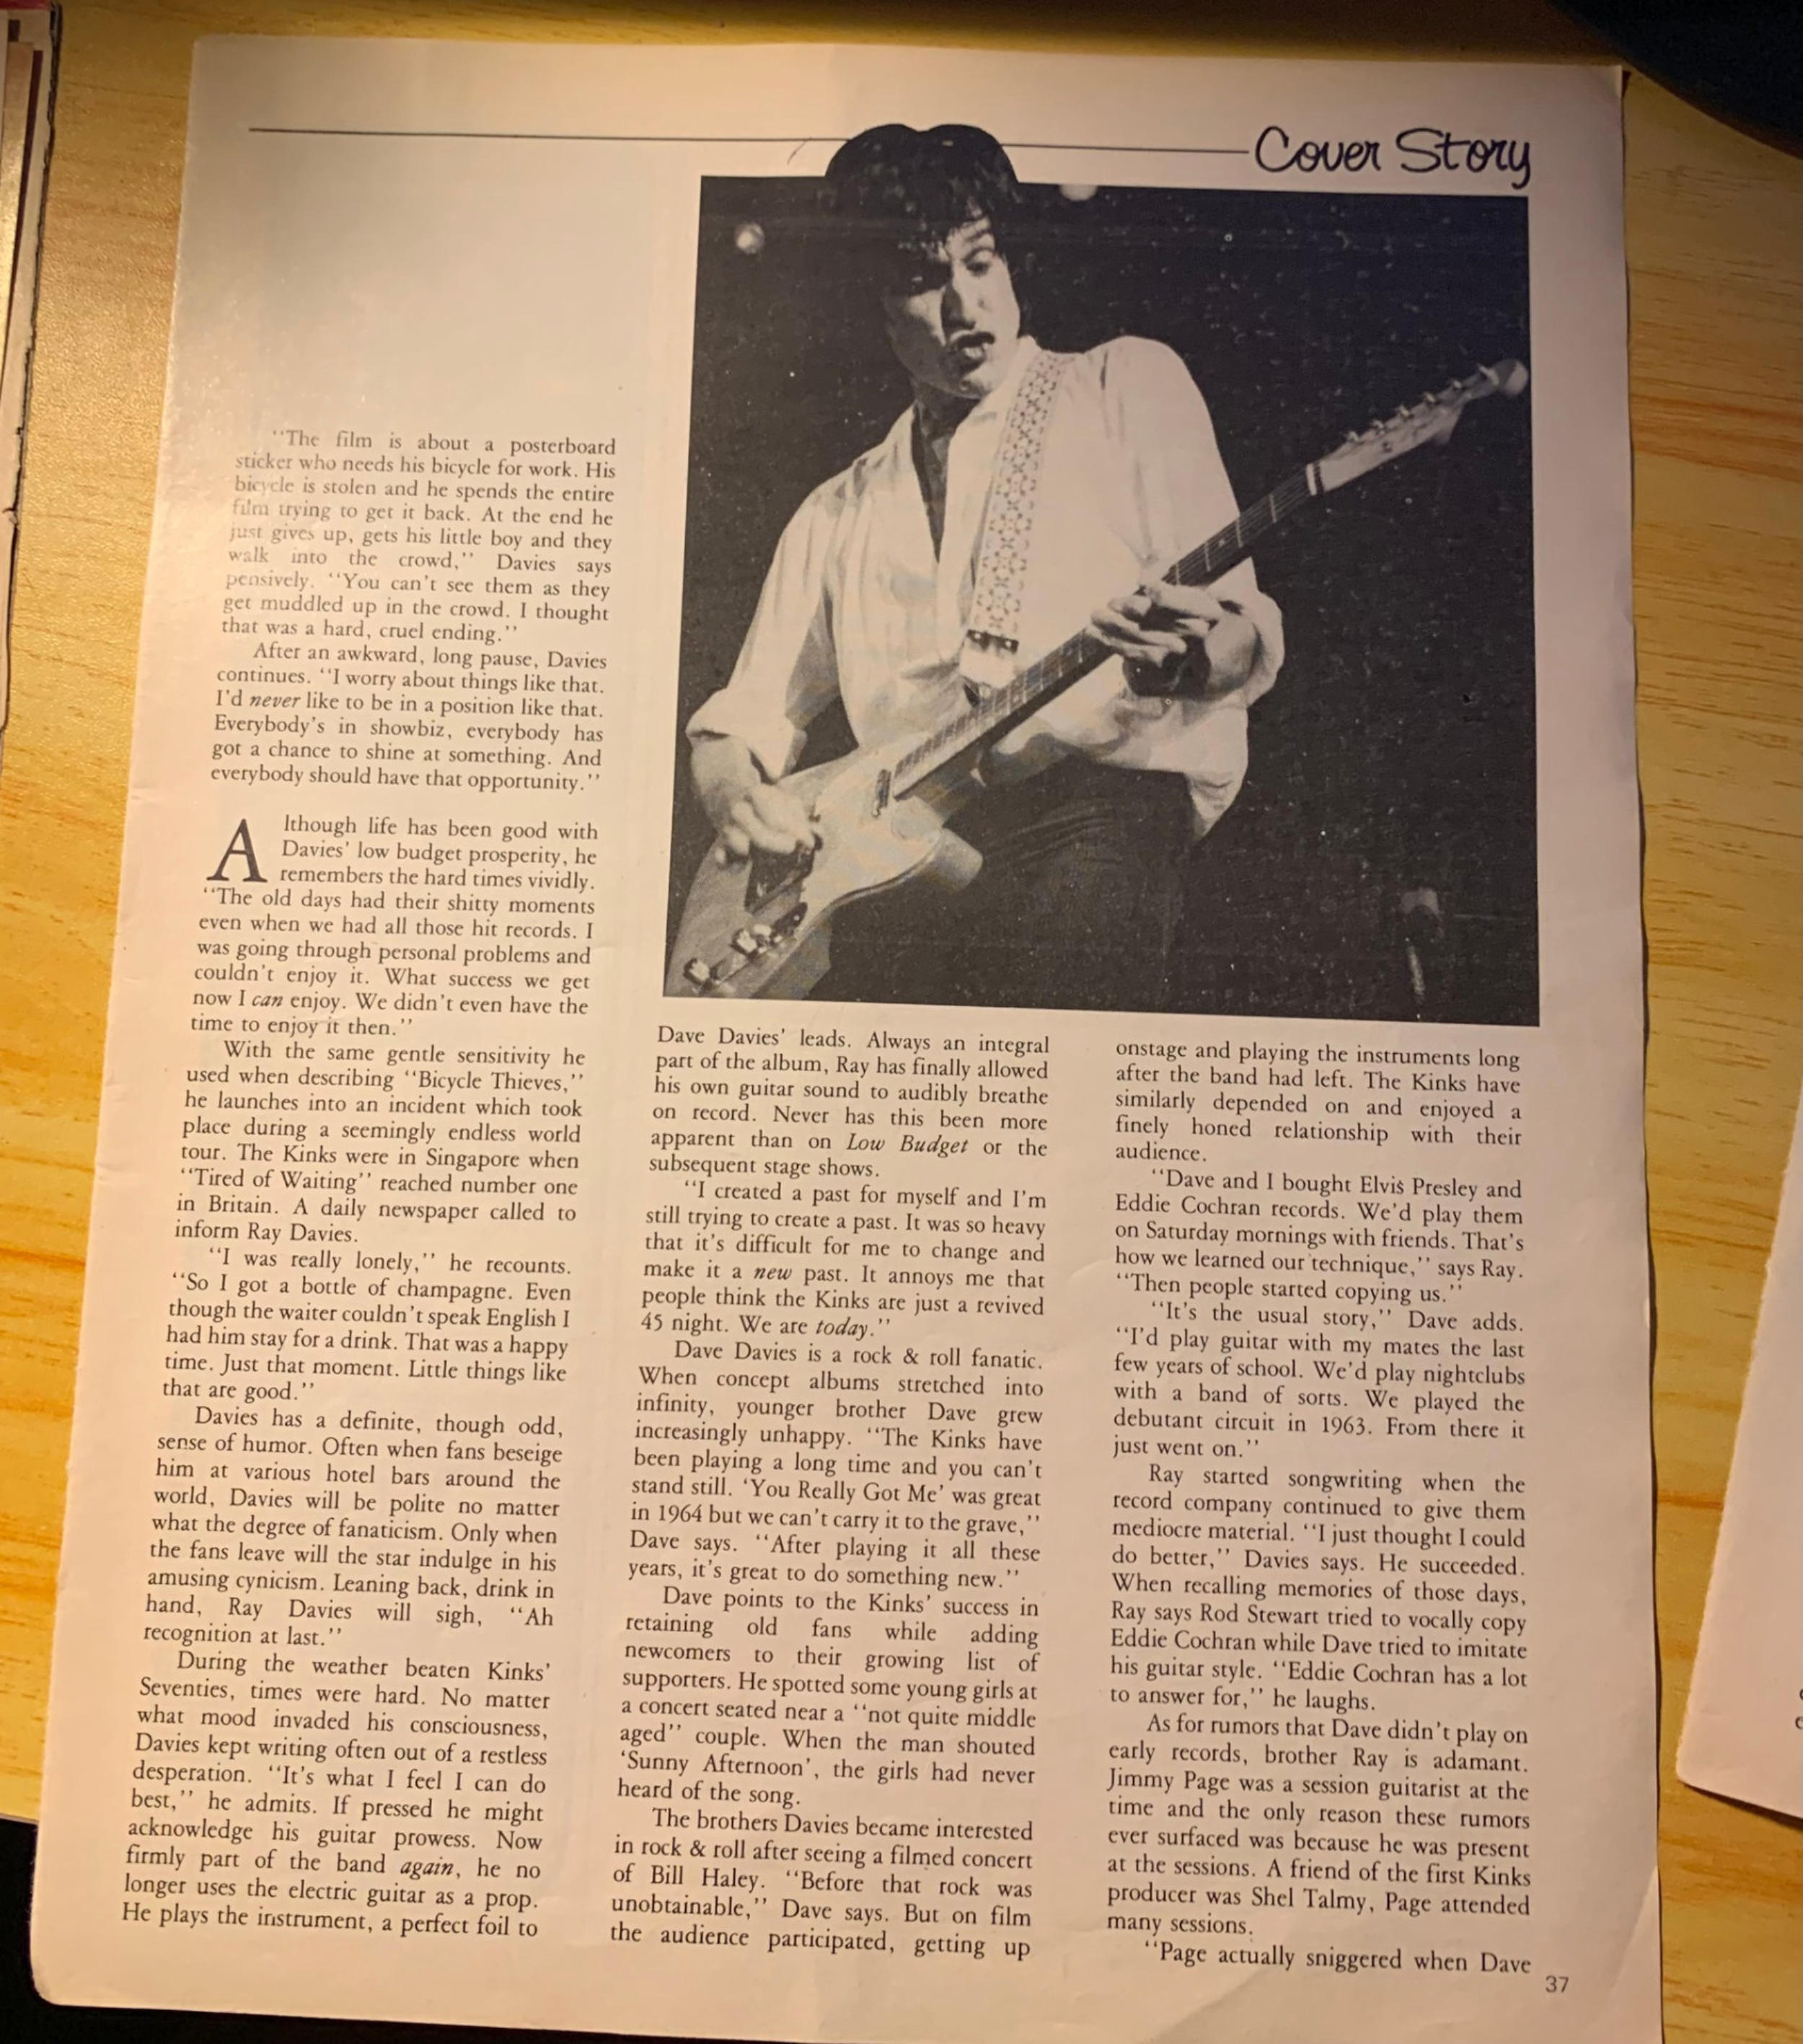 Cover Story
"The film is about a posterboard
sticker who needs his bicycle for work. His
bicycle is stolen and he spends the entire
film trying to get it back. At the end he
just gives up, gets his little boy and they
walk into the crowd," Davies says
pensively. "You can't see them as they
get muddled up in the crowd. I thought
that was a hard, cruel ending."
After an awkward, long pause, Davies
continues. "I worry about things like that.
I'd never like to be in a position like that.
Everybody's in showbiz, everybody has
got a chance to shine at something. And
everybody should have that opportunity."
Although life has been good with
Davies' low budget prosperity, he
remembers the hard times vividly.
"The old days had their shitty moments
even when we had all those hit records. I
was going through personal problems and
couldn't enjoy it. What success we get
now I can enjoy. We didn't even have the
time to enjoy it then."
With the same gentle sensitivity he
used when describing "Bicycle Thieves,"
he launches into an incident which took
place during a seemingly endless world
tour. The Kinks were in Singapore when
"Tired of Waiting" reached number one
in Britain. A daily newspaper called to
inform Ray Davies.
"I was really lonely," he recounts.
"So I got a bottle of champagne. Even
though the waiter couldn't speak English I
had him stay for a drink. That was a happy
time. Just that moment. Little things like
that are good."
Davies has a definite, though odd,
sense of humor. Often when fans beseige
him at various hotel bars around the
world, Davies will be polite no matter
what the degree of fanaticism. Only when
the fans leave will the star indulge in his
amusing cynicism. Leaning back, drink in
hand, Ray Davies will sigh, "Ah
recognition at last."
During the weather beaten Kinks'
Seventies, times were hard. No matter
what mood invaded his consciousness,
Davies kept writing often out of a restless
desperation. "It's what I feel I can do
best," he admits. If pressed he might
acknowledge his guitar prowess. Now
firmly part of the band again, he no
longer uses the electric guitar as a prop.
He plays the instrument, a perfect foil to
Dave Davies' leads. Always an integral
part of the album, Ray has finally allowed
his own guitar sound to audibly breathe
on record. Never has this been more
apparent than on Low Budget or the
subsequent stage shows.
"I created a past for myself and I'm
still trying to create a past. It was so heavy
that it's difficult for me to change and
make it a new past. It annoys me that
people think the Kinks are just a revived
45 night. We are today."
Dave Davies is a rock & roll fanatic.
When concept albums stretched into
infinity, younger brother Dave grew
increasingly unhappy. "The Kinks have
been playing a long time and you can't
stand still. 'You Really Got Me' was great
in 1964 but we can't carry it to the grave,"
Dave says. "After playing it all these
years, it's great to do something new."
Dave points to the Kinks' success in
retaining old fans while adding
newcomers to their growing list of
supporters. He spotted some young girls at
a concert seated near a "not quite middle
aged" couple. When the man shouted
'Sunny Afternoon', the girls had never
heard of the song.
The brothers Davies became interested
in rock & roll after seeing a filmed concert
of Bill Haley. "Before that rock was
unobtainable," Dave says. But on film
the audience participated, getting up
onstage and playing the instruments long
after the band had left. The Kinks have
similarly depended on and enjoyed a
finely honed relationship with their
audience.
"Dave and I bought Elvis Presley and
Eddie Cochran records. We'd play them
on Saturday mornings with friends. That's
how we learned our technique," says Ray.
"Then people started copying us."
"It's the usual story," Dave adds.
"I'd play guitar with my mates the last
few years of school. We'd play nightclubs
with a band of sorts. We played the
debutant circuit in 1963. From there it
just went on."
Ray started songwriting when the
record company continued to give them
mediocre material. "I just thought I could
do better," Davies says. He succeeded.
When recalling memories of those days,
Ray says Rod Stewart tried to vocally copy
Eddie Cochran while Dave tried to imitate
his guitar style. "Eddie Cochran has a lot
to answer for," he laughs.
As for rumors that Dave didn't play on
early records, brother Ray is adamant.
Jimmy Page was a session guitarist at the
time and the only reason these rumors
ever surfaced was because he was present
at the sessions. A friend of the first Kinks
producer was Shel Talmy, Page attended
many sessions.
"Page actually sniggered when Dave
37